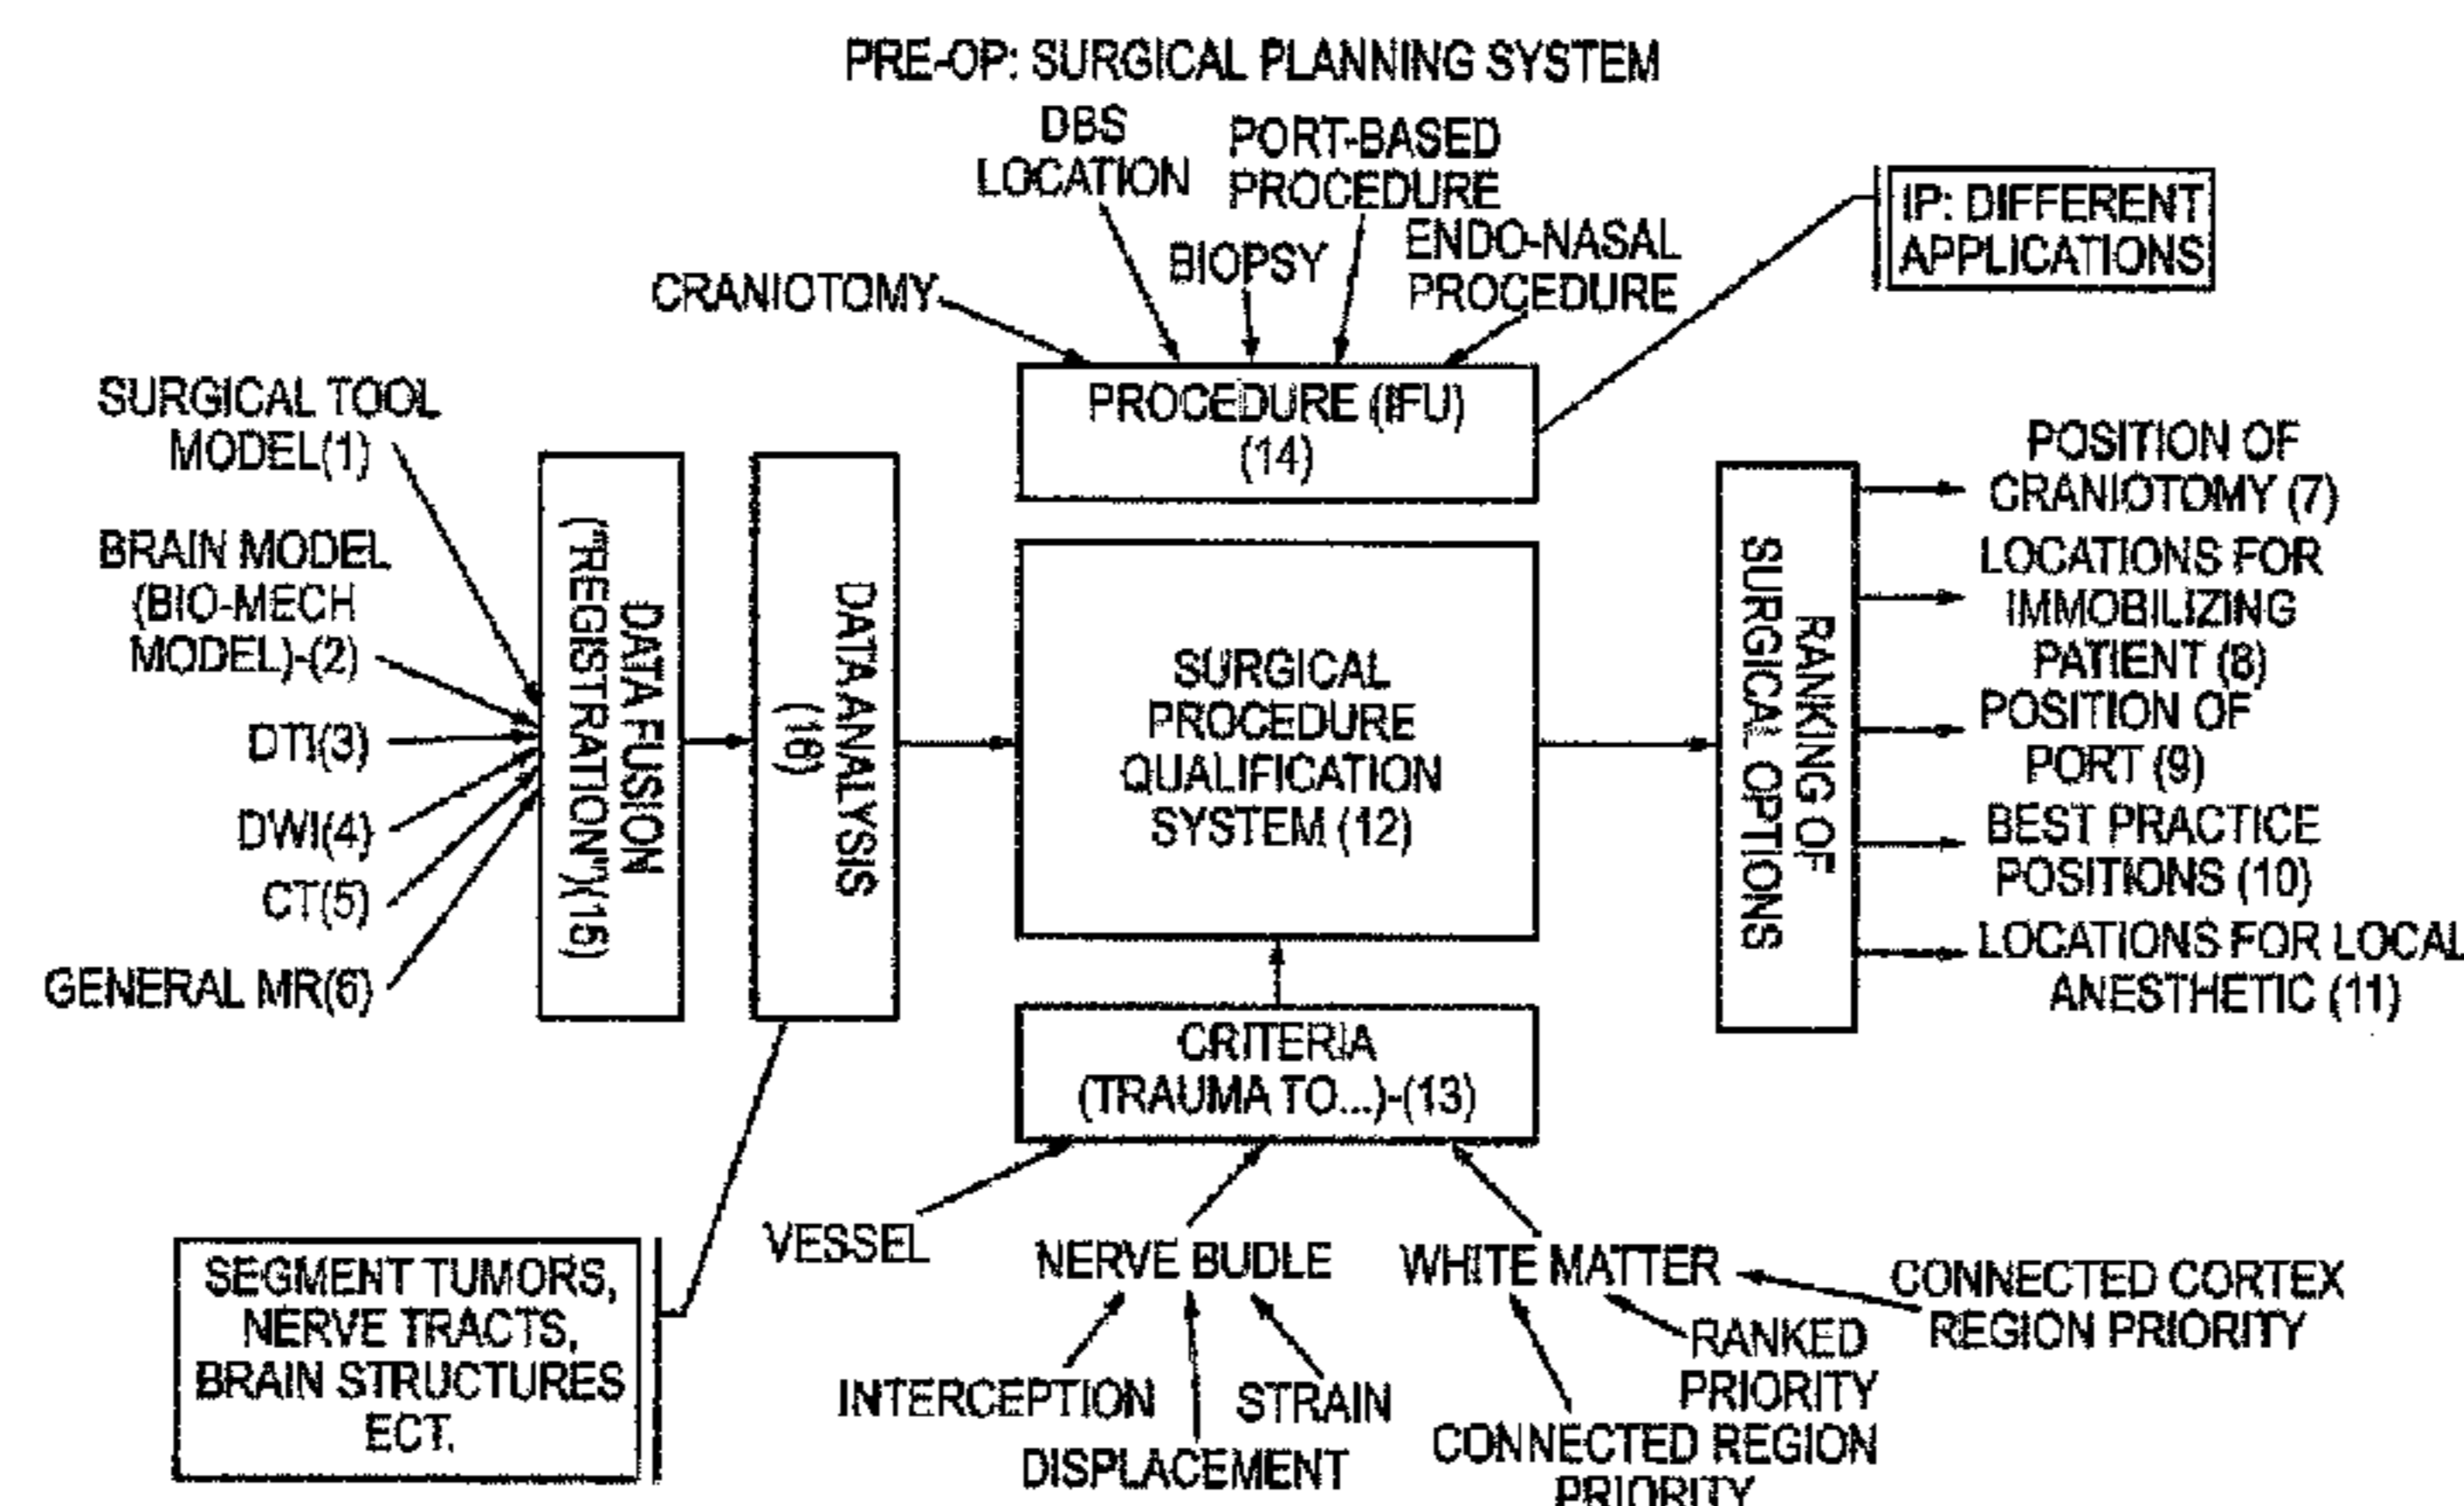 PRE-OP: SURGICAL PLANNING SYSTEM
DBS
LOCATION
PORT-BASED
PROCEDURE
BIOPSY
ENDO-NASAL
PROCEDURE
CRANIOTOMY
IP: DIFFERENT
APPLICATIONS
PROCEDURE (IFU)
(14)
SURGICAL TOOL
MODEL(1)
BRAIN MODEL
(BIO-MECH
MODEL)-(2)
DTI(3)
DWI(4)
CT(5)
GENERAL MR(6)
DATA FUSION
("REGISTRATION")(15)
DATA ANALYSIS
(16)
SURGICAL
PROCEDURE
QUALIFICATION
SYSTEM (12)
RANKING OF
SURGICAL OPTIONS
POSITION OF
CRANIOTOMY (7)
LOCATIONS FOR
IMMOBILIZING
PATIENT (8)
POSITION OF
PORT (9)
BEST PRACTICE
POSITIONS (10)
LOCATIONS FOR LOCAL
ANESTHETIC (11)
CRITERIA
(TRAUMA TO...)-(13)
VESSEL
NERVE BUDLE
WHITE MATTER
CONNECTED CORTEX
REGION PRIORITY
INTERCEPTION
STRAIN
DISPLACEMENT
RANKED
PRIORITY
CONNECTED REGION
PRIORITY
SEGMENT TUMORS,
NERVE TRACTS,
BRAIN STRUCTURES
ECT.